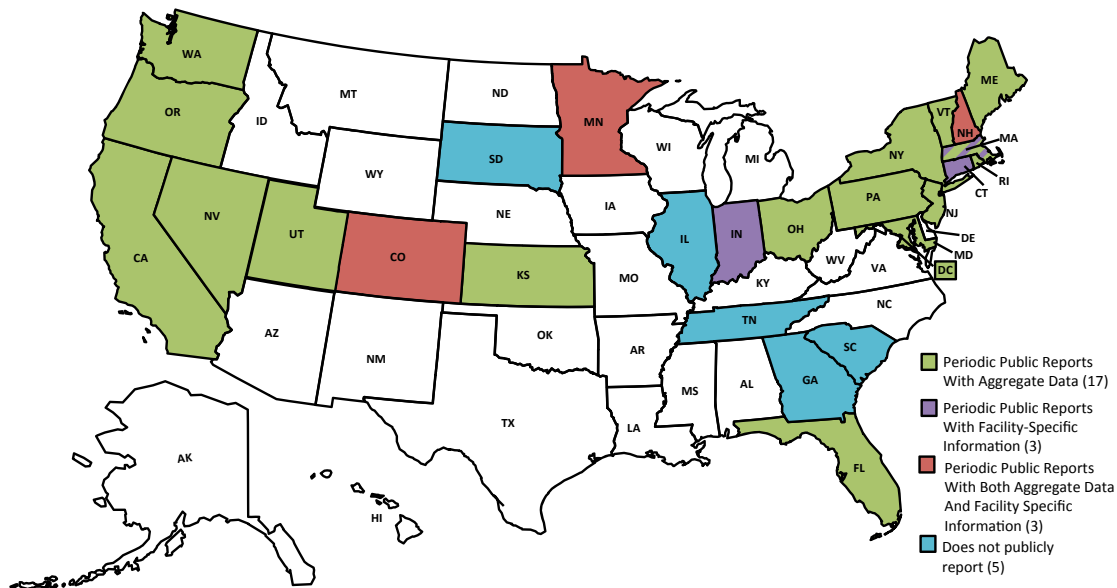 WA
MT
ND
MN
ME
VT
NH
MA
OR
ID
SD
WI
MI
NY
RI
CT
WY
NE
IA
PA
NJ
NV
UT
CO
KS
IL
IN
OH
DE
MD
DC
CA
MO
WV
VA
KY
NC
AZ
NM
OK
TN
AR
SC
MS
AL
GA
TX
LA
FL
AK
HI
Periodic Public Reports
With Aggregate Data (17)
Periodic Public Reports
With Facility-Specific
Information (3)
Periodic Public Reports
With Both Aggregate Data
And Facility Specific
Information (3)
Does not publicly
report (5)